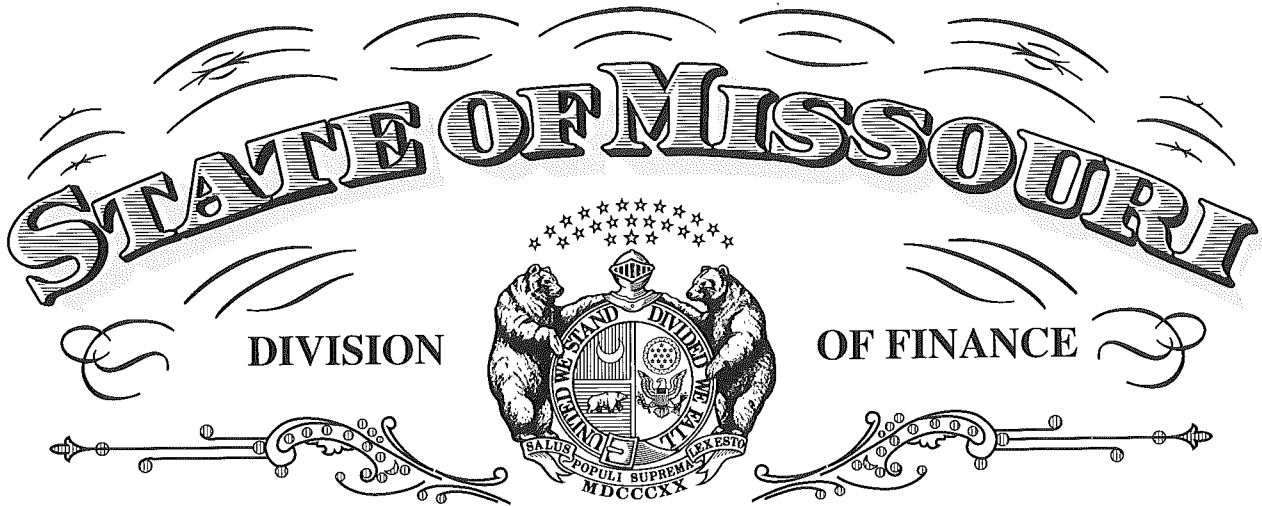 STATE OF MISSOURI
DIVISION OF FINANCE
UNITED WE STAND DIVIDED WE FALL
SALUS POPULI SUPREMA LEX ESTO
MDCCCXX